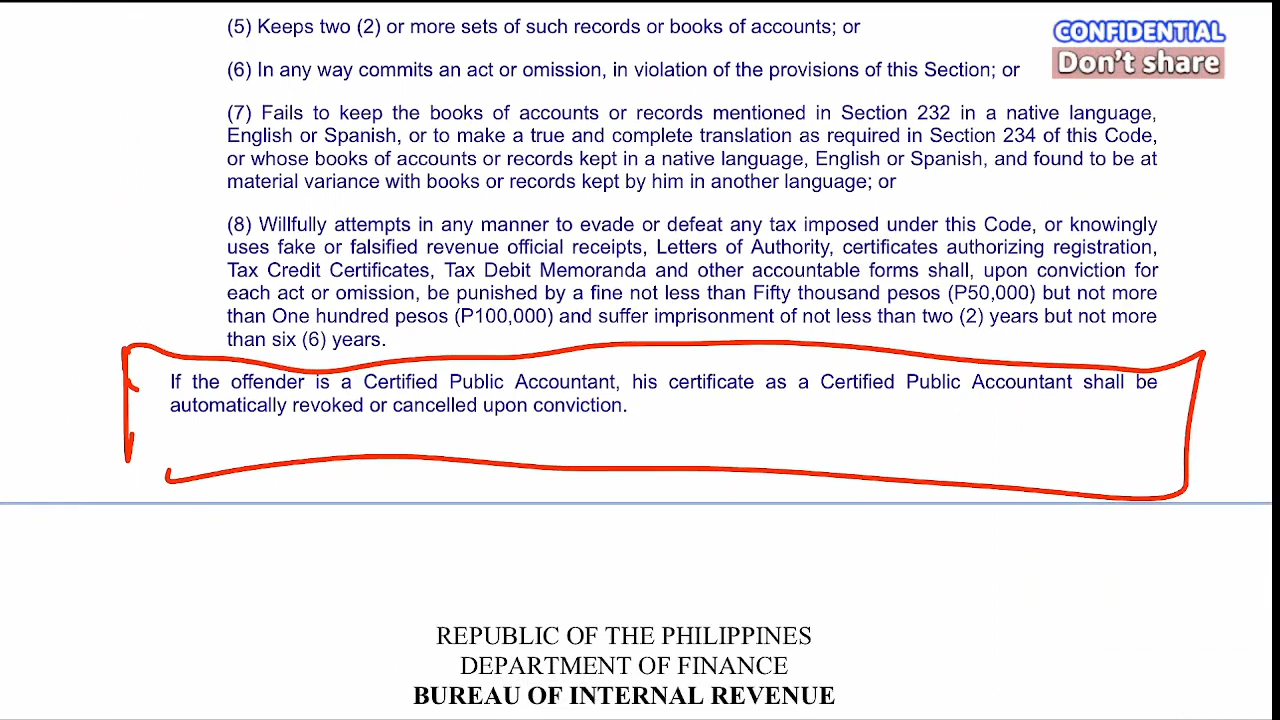 (5) Keeps two (2) or more sets of such records or books of accounts; or
CONFIDENTIAL
Don't share
(6) In any way commits an act or omission, in violation of the provisions of this Section; or
(7) Fails to keep the books of accounts or records mentioned in Section 232 in a native language,
English or Spanish, or to make a true and complete translation as required in Section 234 of this Code,
or whose books of accounts or records kept in a native language, English or Spanish, and found to be at
material variance with books or records kept by him in another language; or
(8) Willfully attempts in any manner to evade or defeat any tax imposed under this Code, or knowingly
uses fake or falsified revenue official receipts, Letters of Authority, certificates authorizing registration,
Tax Credit Certificates, Tax Debit Memoranda and other accountable forms shall, upon conviction for
each act or omission, be punished by a fine not less than Fifty thousand pesos (P50,000) but not more
than One hundred pesos (P100,000) and suffer imprisonment of not less than two (2) years but not more
than six (6) years.
If the offender is a Certified Public Accountant, his certificate as a Certified Public Accountant shall be
automatically revoked or cancelled upon conviction.
REPUBLIC OF THE PHILIPPINES
DEPARTMENT OF FINANCE
BUREAU OF INTERNAL REVENUE